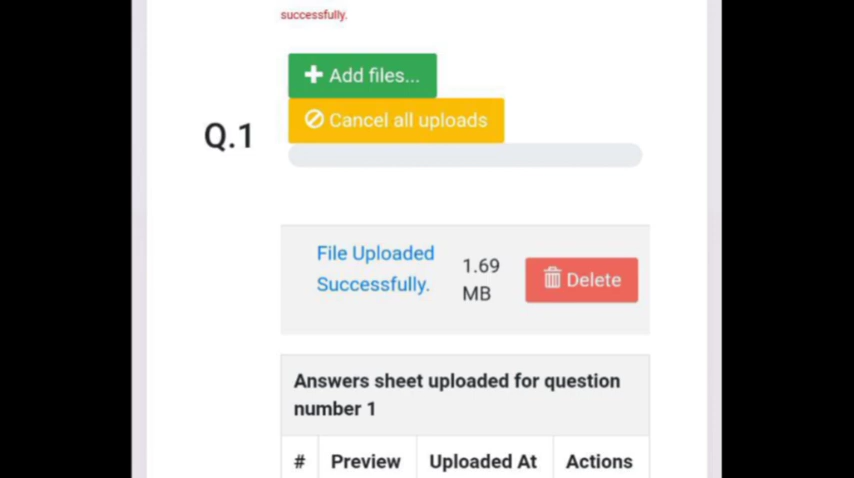 successfully.
Add files...
Cancel all uploads
Q.1
File Uploaded
Successfully.
1.69
MB
Delete
Answers sheet uploaded for question
number 1
# Preview Uploaded At Actions